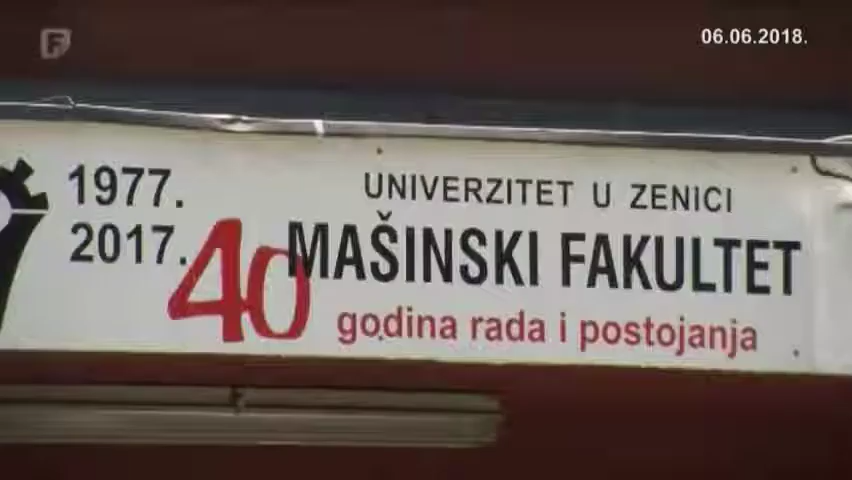 F
06.06.2018.
1977.
2017.
UNIVERZITET U ZENICI
40 MAŠINSKI FAKULTET
godina rada i postojanja